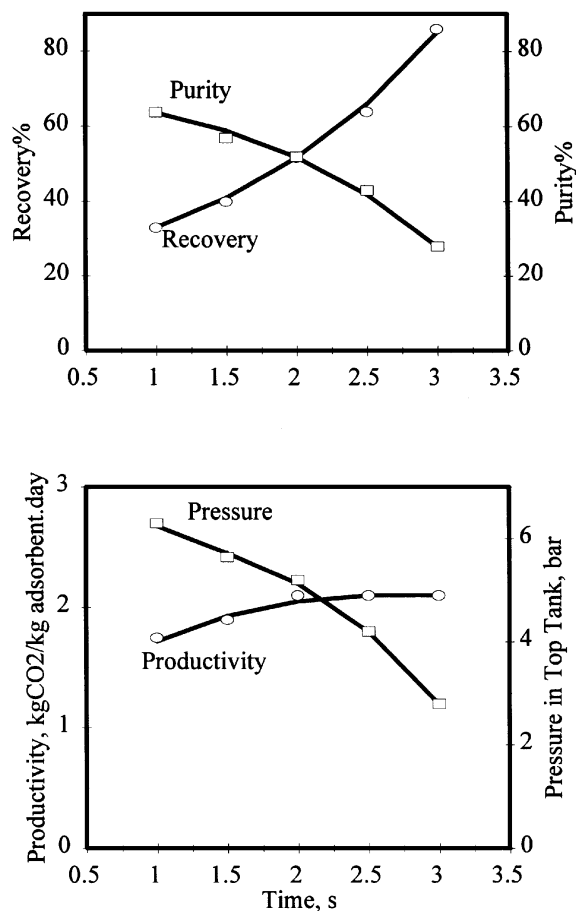 80
60
40
20
0
Recovery%
Purity
Recovery
80
60
40
20
0
Purity%
0.5 1 1.5 2 2.5 3 3.5
3
2
1
0
Productivity, kgCO2/kg adsorbent.day
Pressure
Productivity
6
4
2
0
Pressure in Top Tank, bar
0.5 1 1.5 2 2.5 3 3.5
Time, s